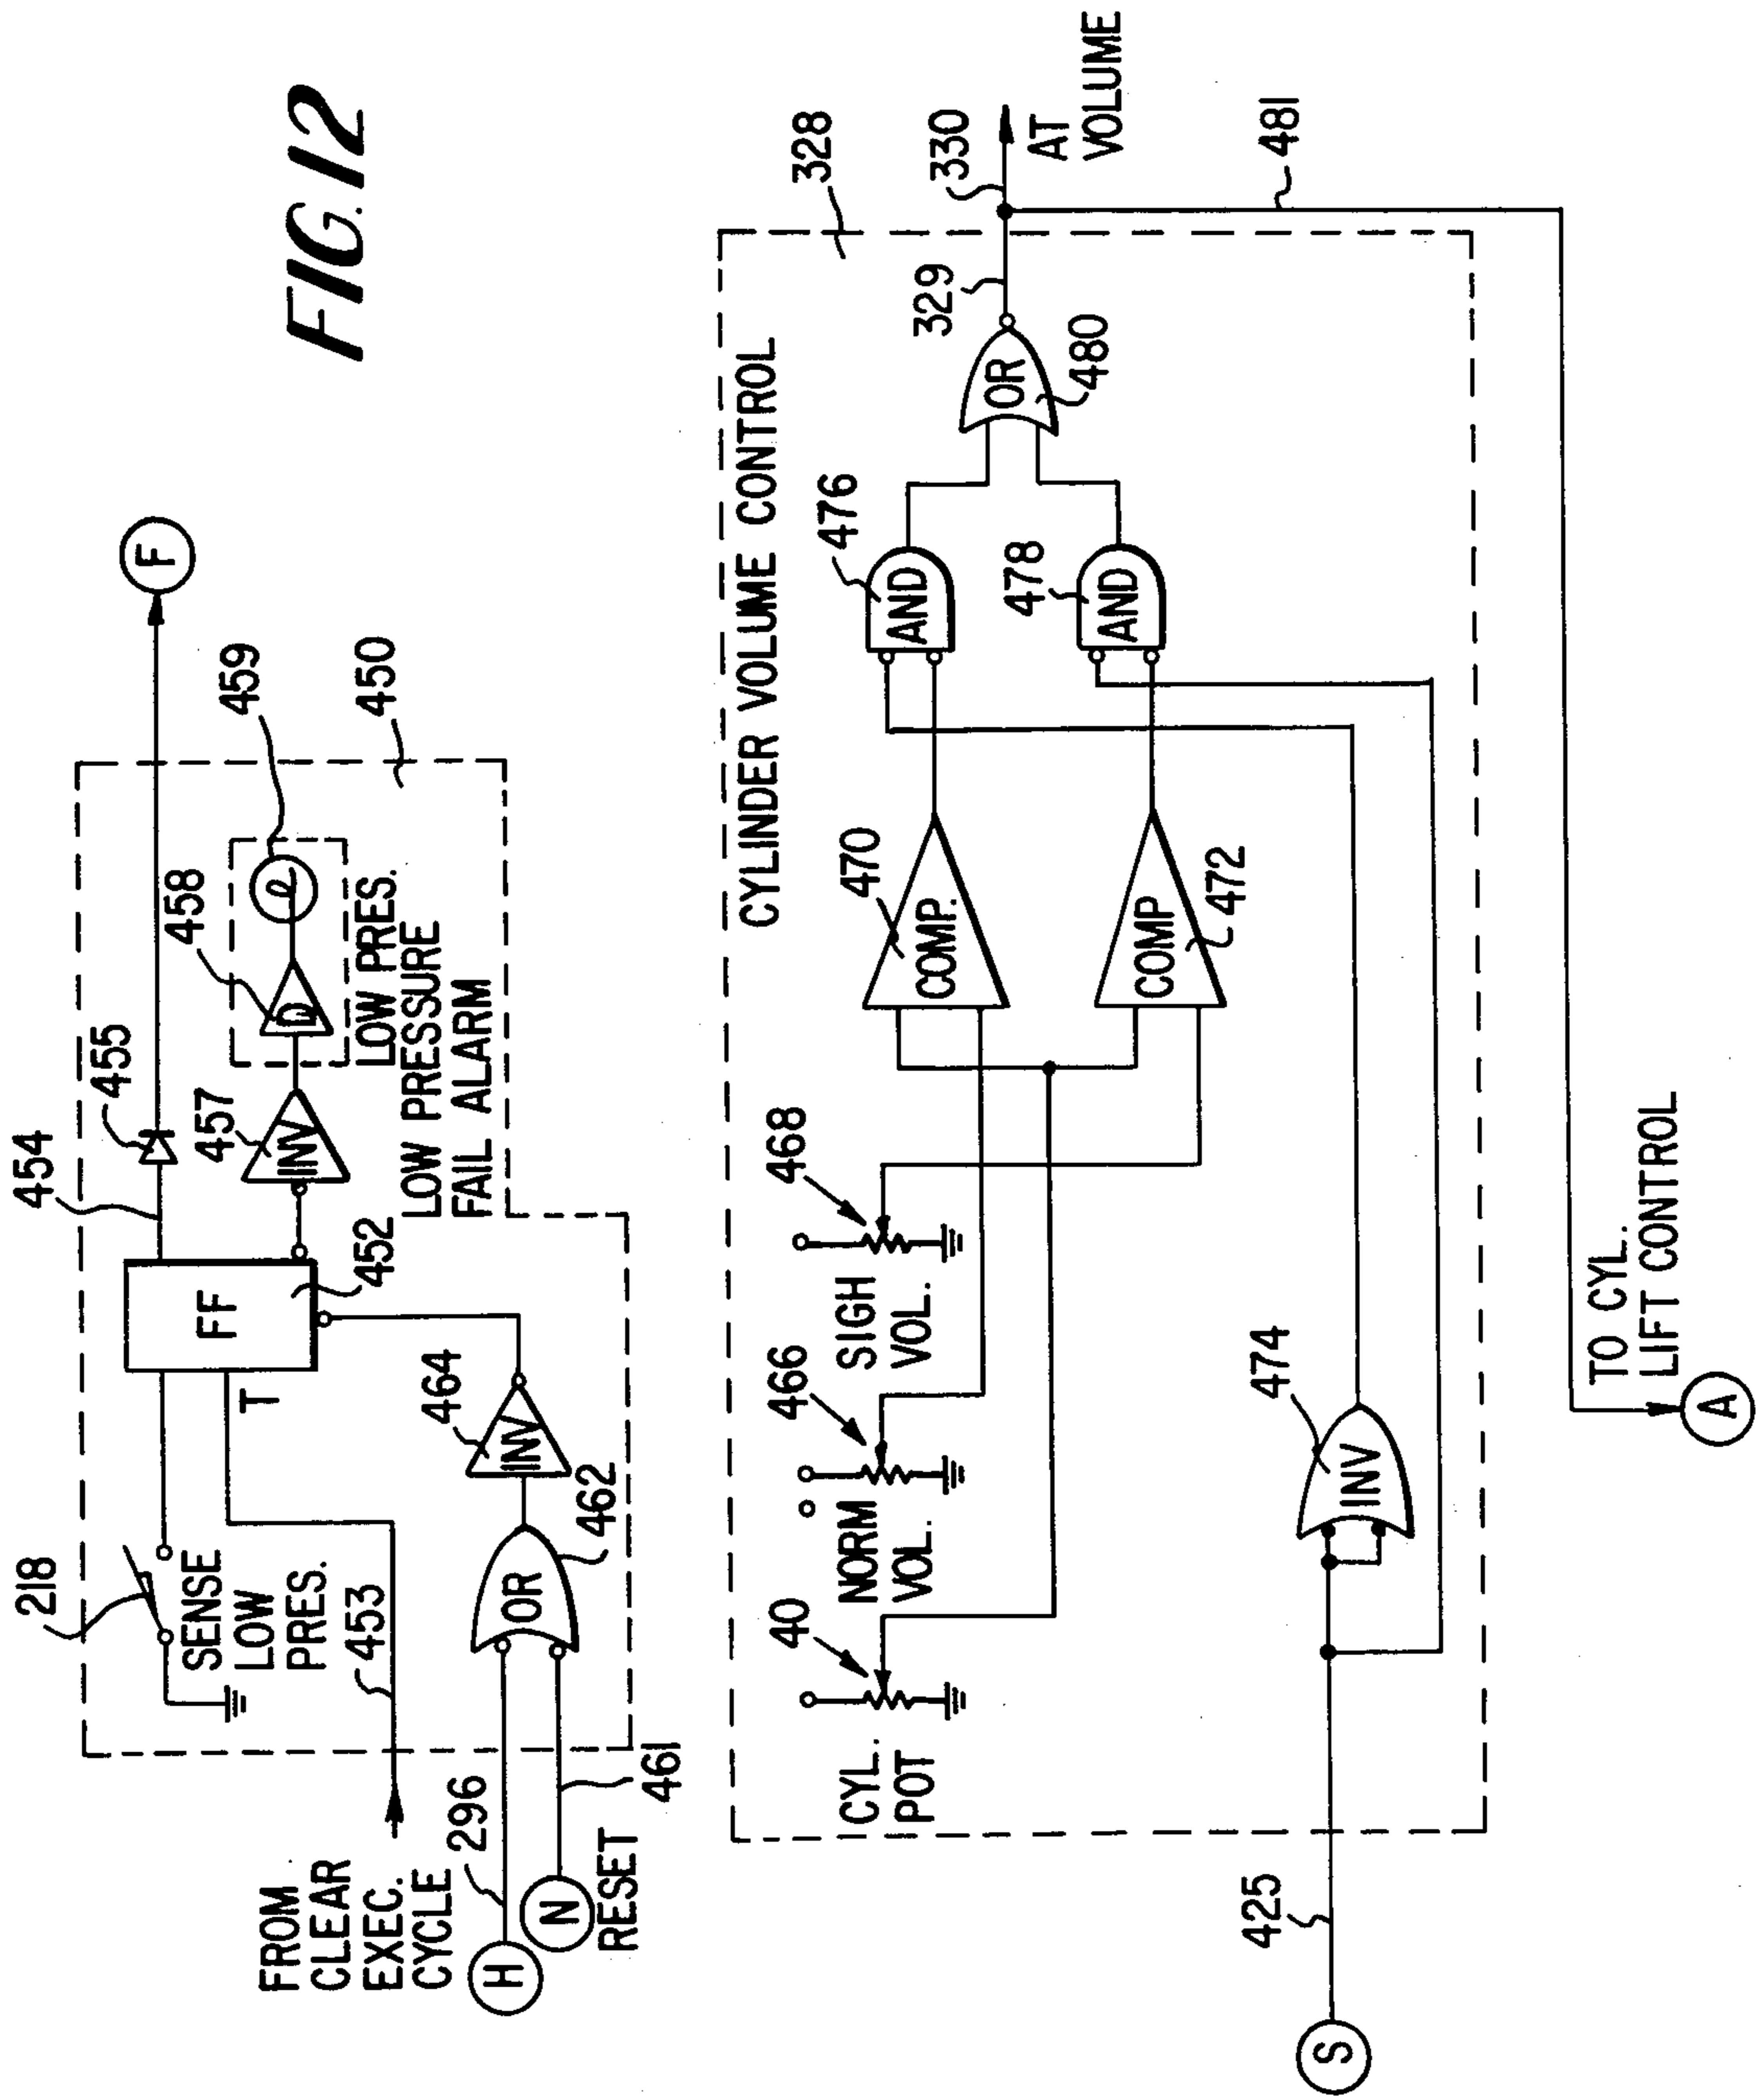 FIG. 12
218
SENSE
LOW
PRES.
453
FROM
CLEAR
EXEC.
CYCLE
H
296
N
461
RESET
454
455
F
FF
T
452
457
INV
458
D
459
l
LOW PRES.
LOW PRESSURE
FAIL ALARM
450
OR
462
464
INV
CYLINDER VOLUME CONTROL
328
CYL.
POT
40
NORM
VOL.
466
SIGH
VOL.
468
470
COMP.
COMP
472
476
AND
478
AND
OR
480
329
330
AT
VOLUME
481
S
425
474
INV
TO CYL.
LIFT CONTROL
A